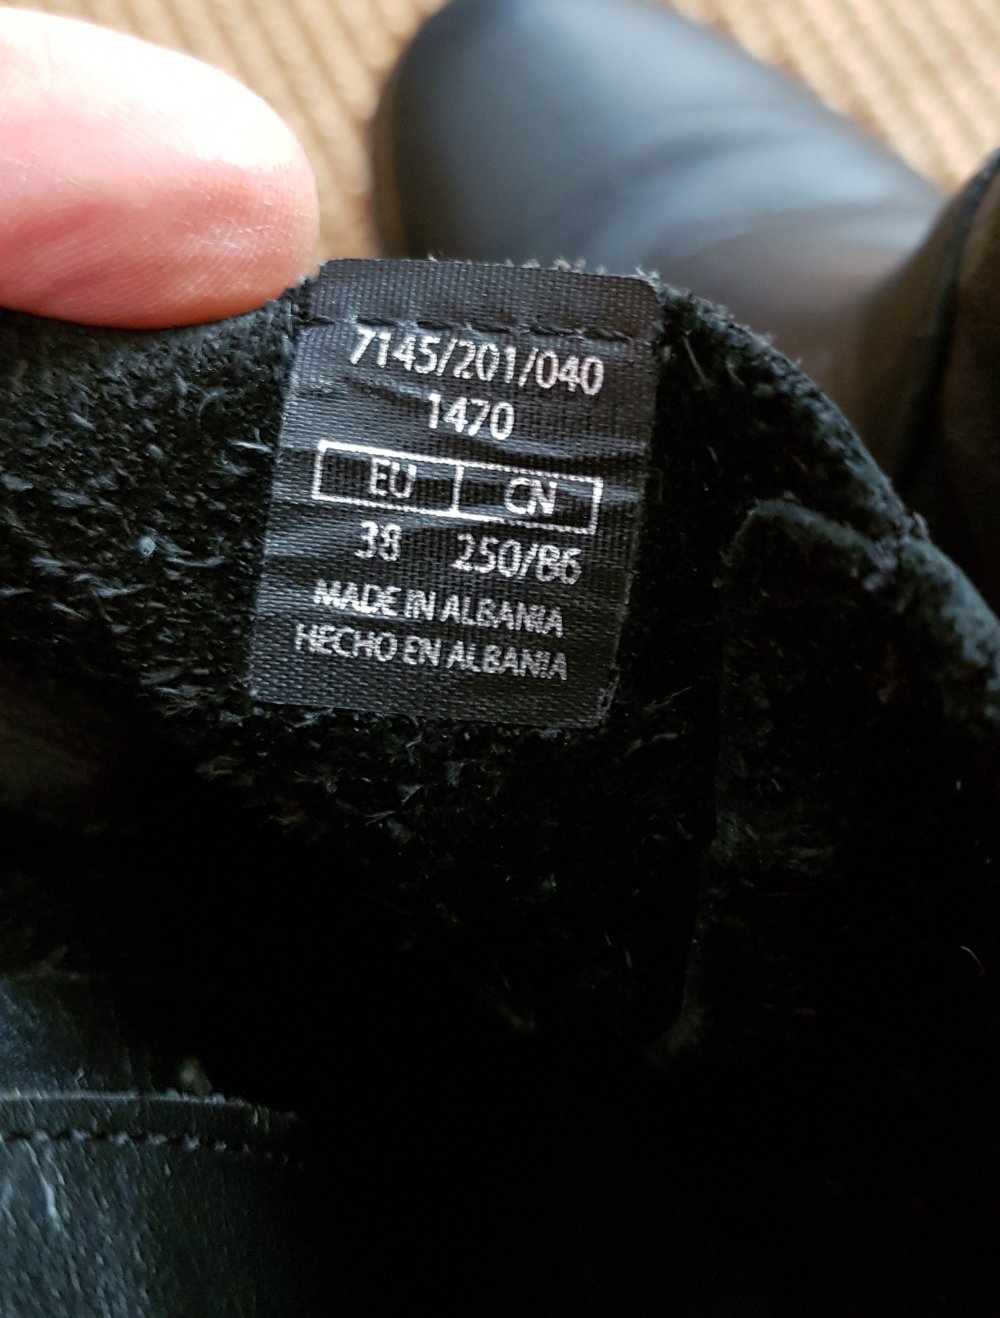 7145/201/040
1470
EU CN
38 250/86
MADE IN ALBANIA
HECHO EN ALBANIA